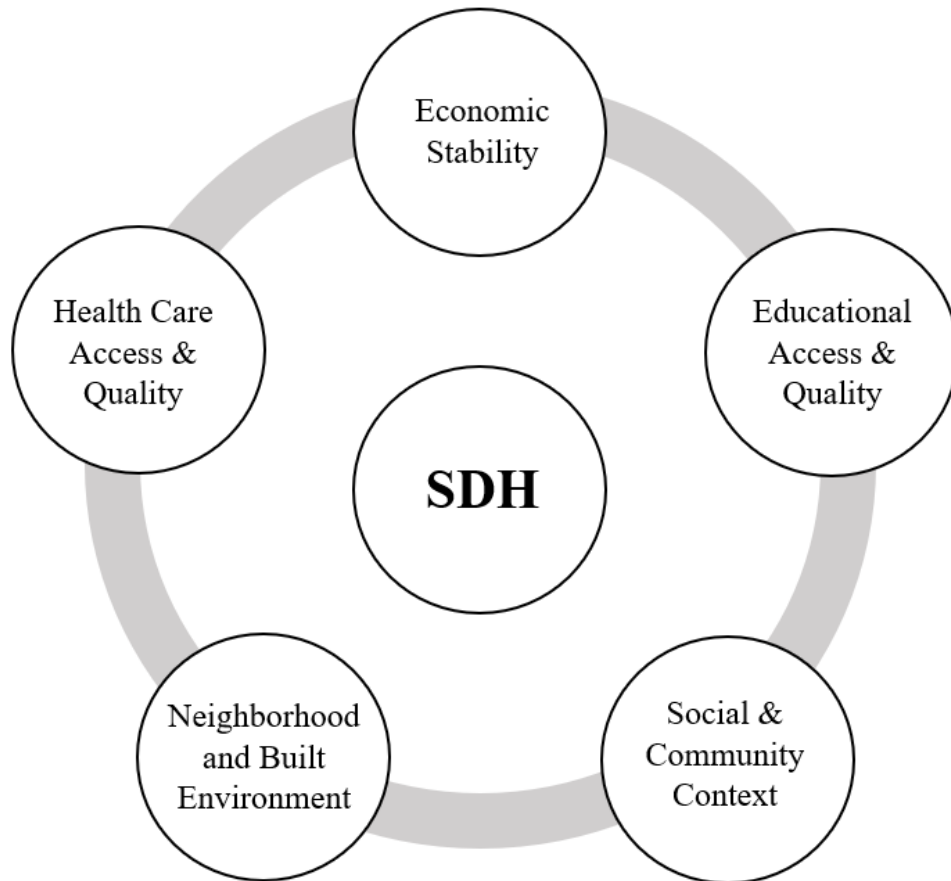 Economic
Stability
Health Care
Access &
Quality
Educational
Access &
Quality
SDH
Neighborhood
and Built
Environment
Social &
Community
Context